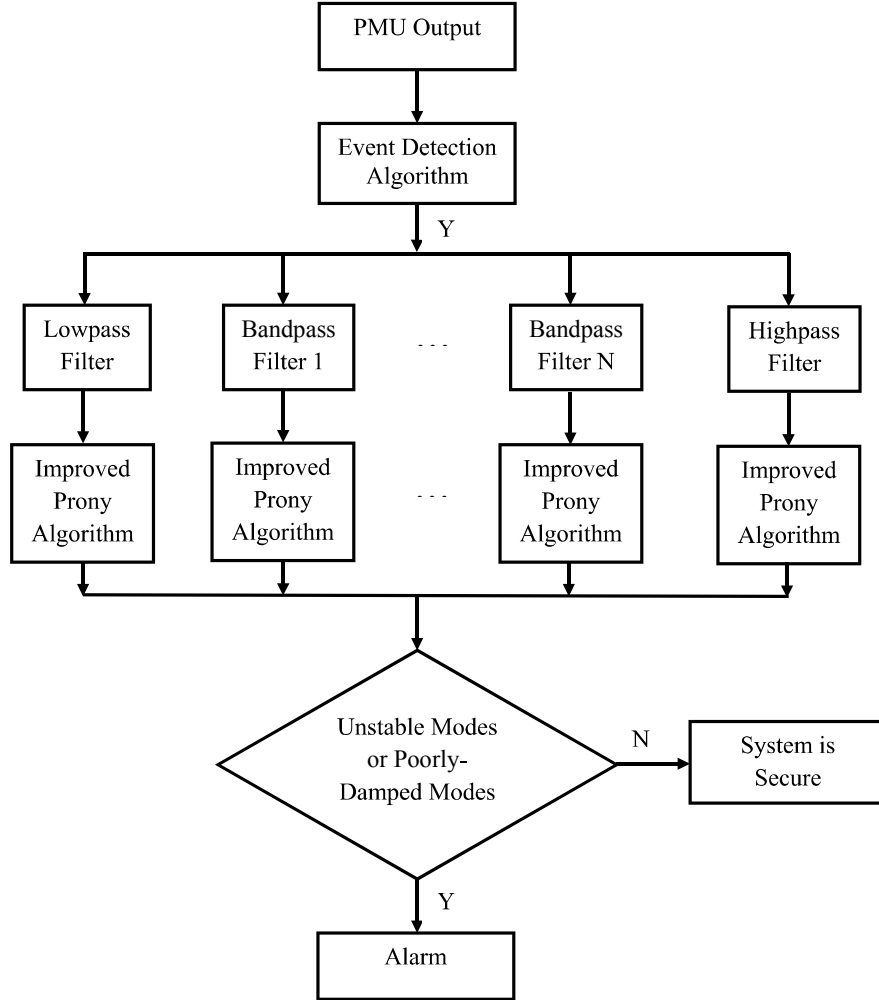 PMU Output
Event Detection
Algorithm
Y
Lowpass
Filter
Bandpass
Filter 1
- - -
Bandpass
Filter N
Highpass
Filter
Improved
Prony
Algorithm
Improved
Prony
Algorithm
- - -
Improved
Prony
Algorithm
Improved
Prony
Algorithm
Unstable Modes
or Poorly-
Damped Modes
N
System is
Secure
Y
Alarm